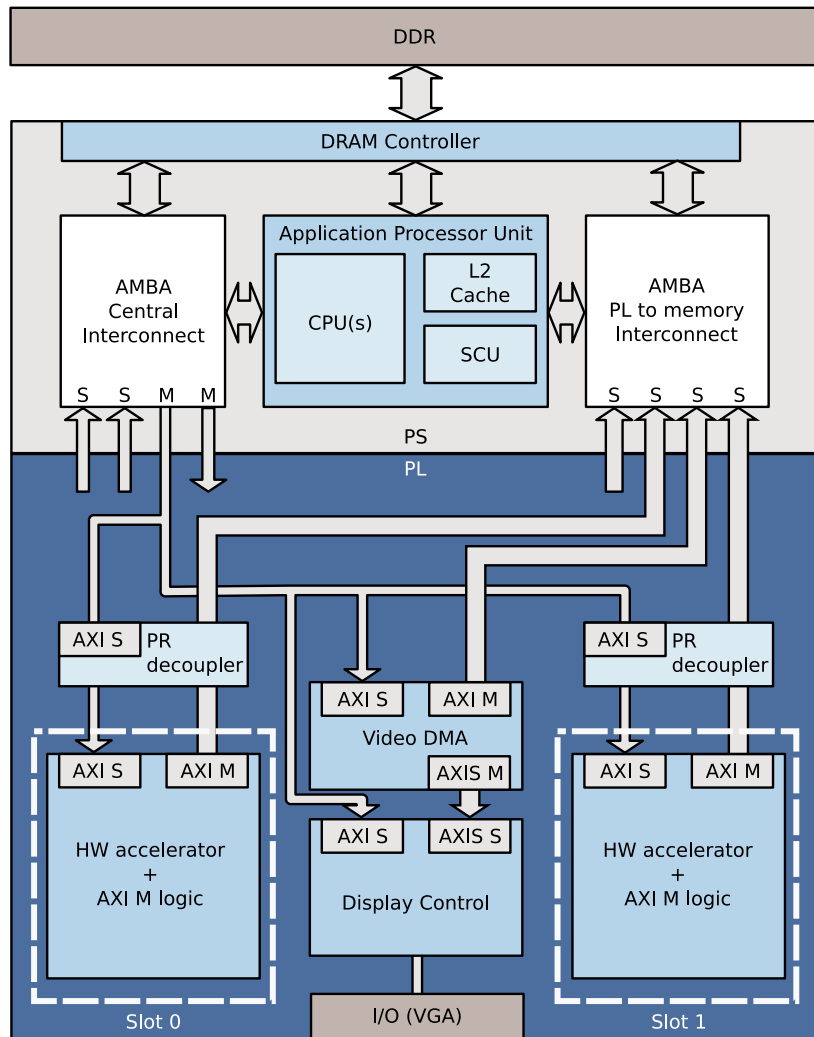 DDR
DRAM Controller
AMBA
Central
Interconnect
S S M M
Application Processor Unit
CPU(s)
L2
Cache
SCU
AMBA
PL to memory
Interconnect
S S S S
PS
PL
AXI S
PR
decoupler
AXI S
PR
decoupler
AXI S
AXI M
Video DMA
AXIS M
AXI S
AXI M
HW accelerator
+
AXI M logic
Slot 0
AXI S
AXIS S
Display Control
I/O (VGA)
AXI S
AXI M
HW accelerator
+
AXI M logic
Slot 1